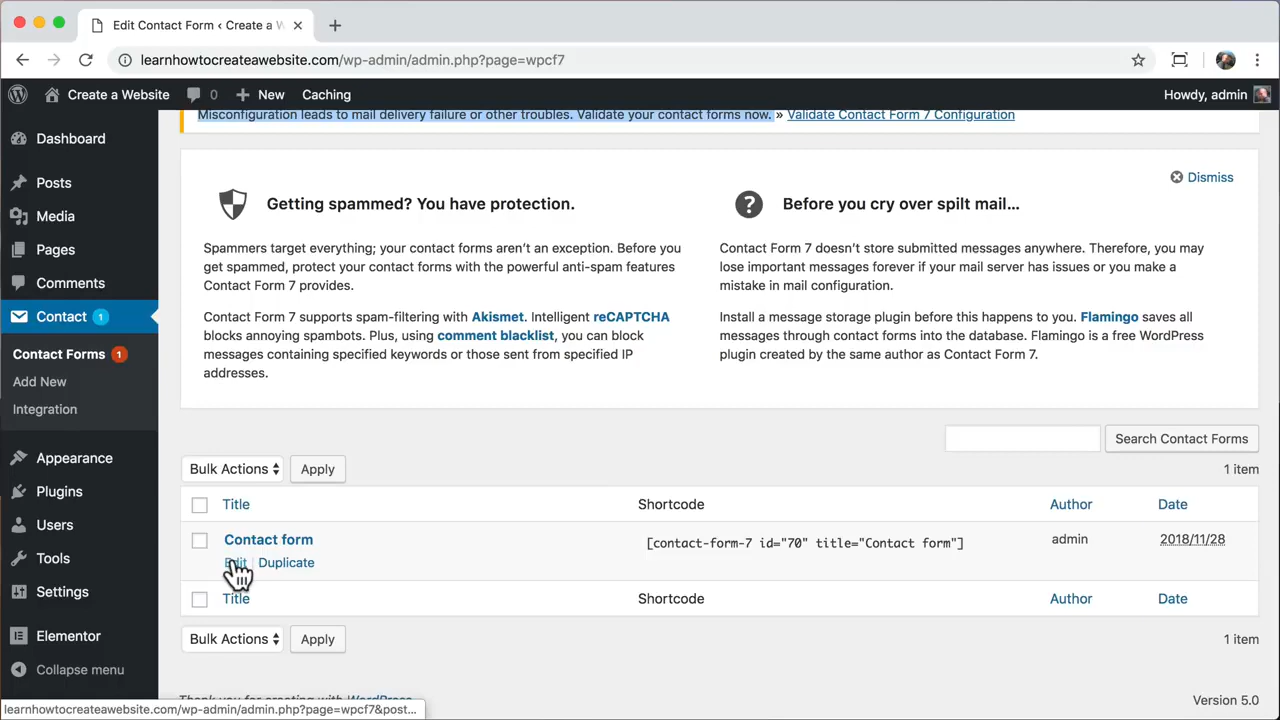 Edit Contact Form ‹ Create a W
learnhowtocreateawebsite.com/wp-admin/admin.php?page=wpcf7
Create a Website 0 New Caching Howdy, admin
Misconfiguration leads to mail delivery failure or other troubles. Validate your contact forms now. » Validate Contact Form 7 Configuration
Dashboard
Posts
Media
Pages
Comments
Contact 1
Contact Forms 1
Add New
Integration
Appearance
Plugins
Users
Tools
Settings
Elementor
Collapse menu
Dismiss
Getting spammed? You have protection.
Spammers target everything; your contact forms aren't an exception. Before you
get spammed, protect your contact forms with the powerful anti-spam features
Contact Form 7 provides.
Contact Form 7 supports spam-filtering with Akismet. Intelligent reCAPTCHA
blocks annoying spambots. Plus, using comment blacklist, you can block
messages containing specified keywords or those sent from specified IP
addresses.
Before you cry over spilt mail...
Contact Form 7 doesn't store submitted messages anywhere. Therefore, you may
lose important messages forever if your mail server has issues or you make a
mistake in mail configuration.
Install a message storage plugin before this happens to you. Flamingo saves all
messages through contact forms into the database. Flamingo is a free WordPress
plugin created by the same author as Contact Form 7.
Search Contact Forms
Bulk Actions Apply 1 item
Title Shortcode Author Date
Contact form [contact-form-7 id="70" title="Contact form"] admin 2018/11/28
Edit | Duplicate
Title Shortcode Author Date
Bulk Actions Apply 1 item
Thank you for creating with WordPress. Version 5.0
learnhowtocreateawebsite.com/wp-admin/admin.php?page=wpcf7&post...